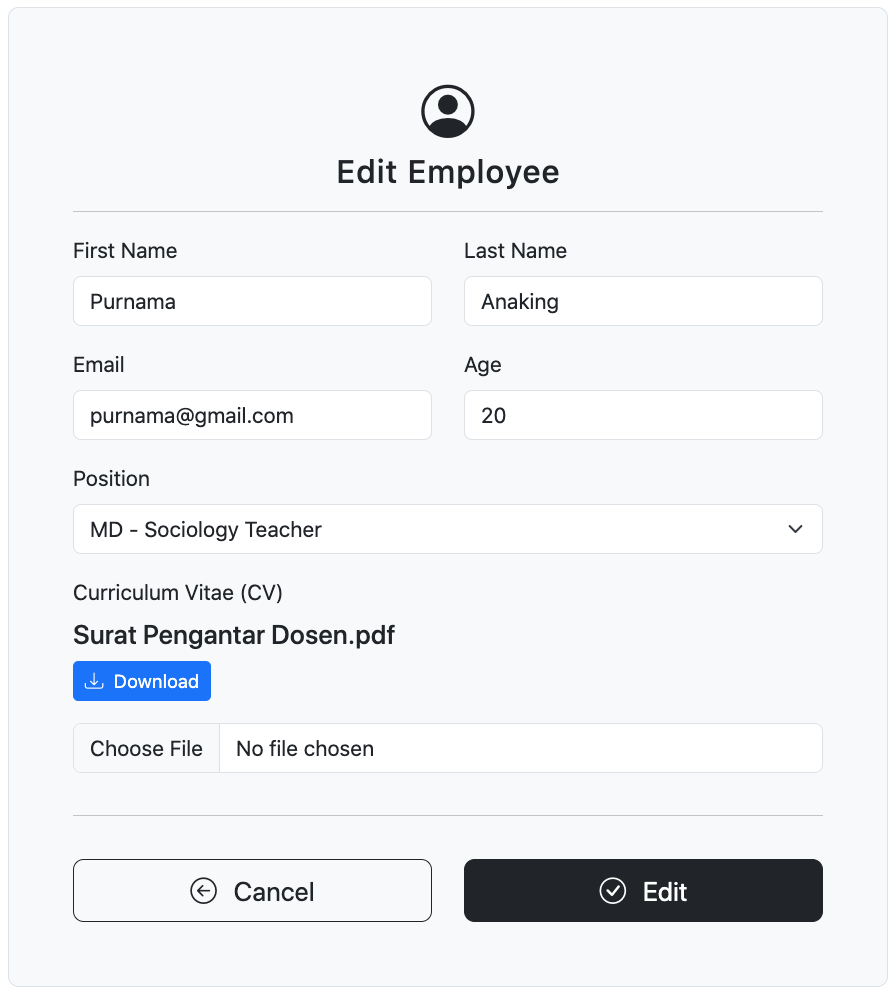 Edit Employee
First Name
Last Name
Purnama
Anaking
Email
Age
purnama@gmail.com
20
Position
MD - Sociology Teacher
Curriculum Vitae (CV)
Surat Pengantar Dosen.pdf
Download
Choose File No file chosen
Cancel
Edit